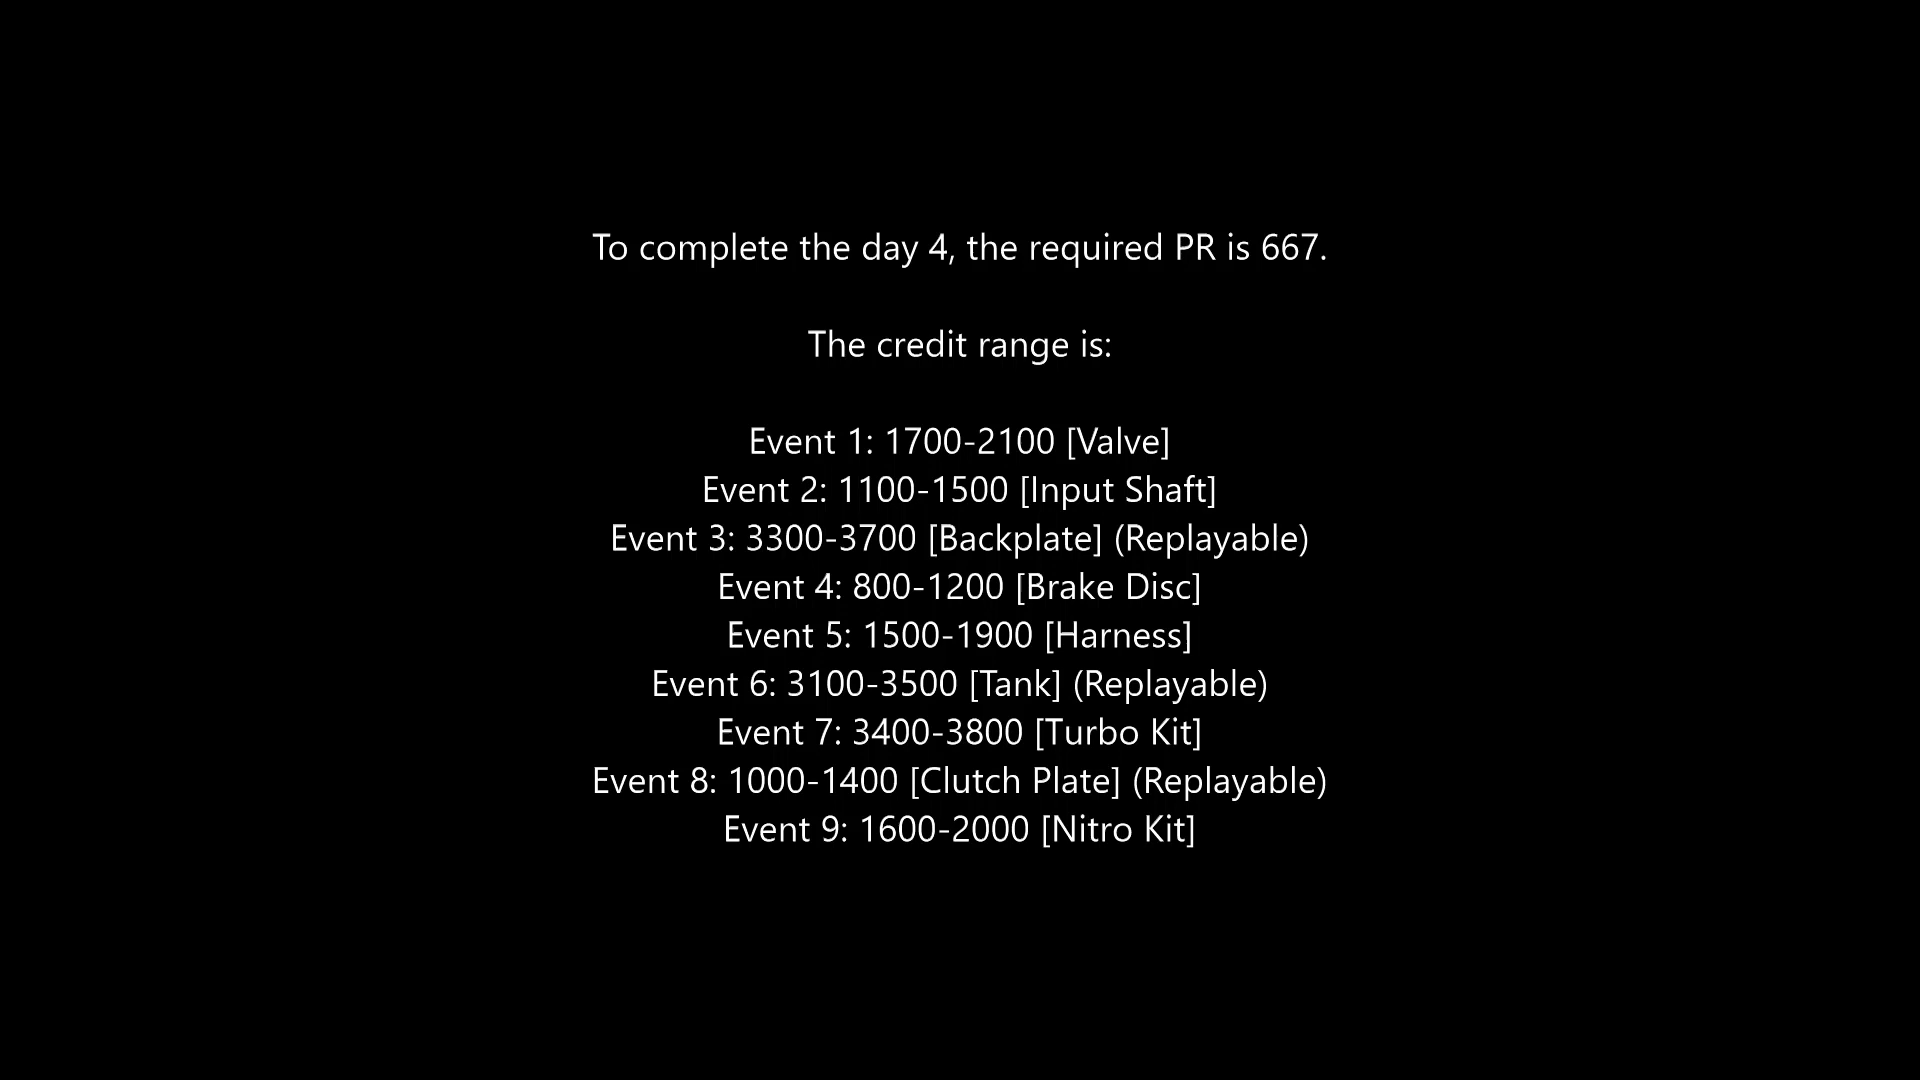 To complete the day 4, the required PR is 667.
The credit range is:
Event 1: 1700-2100 [Valve]
Event 2: 1100-1500 [Input Shaft]
Event 3: 3300-3700 [Backplate] (Replayable)
Event 4: 800-1200 [Brake Disc]
Event 5: 1500-1900 [Harness]
Event 6: 3100-3500 [Tank] (Replayable)
Event 7: 3400-3800 [Turbo Kit]
Event 8: 1000-1400 [Clutch Plate] (Replayable)
Event 9: 1600-2000 [Nitro Kit]